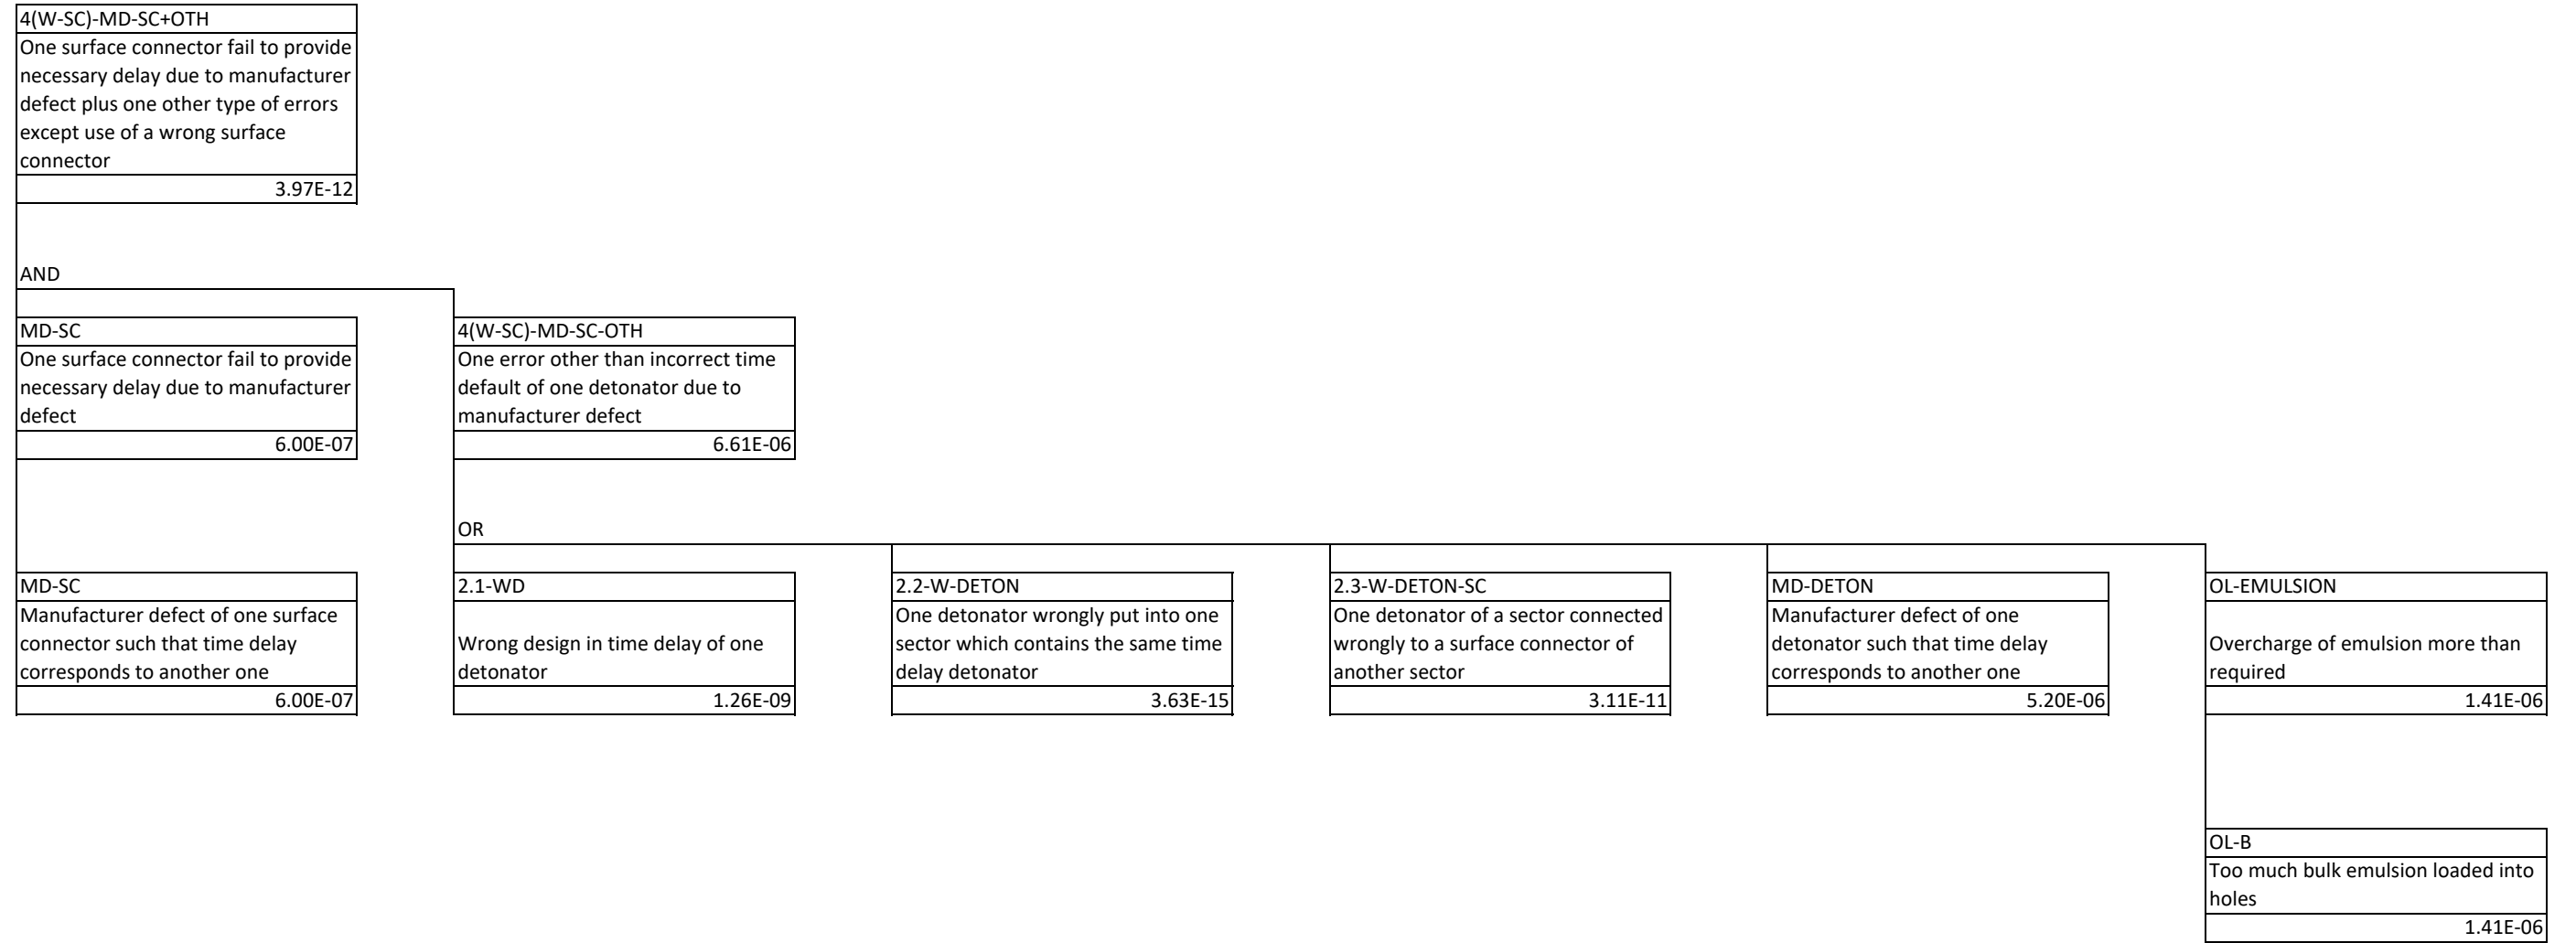 4(W-SC)-MD-SC+OTH
One surface connector fail to provide
necessary delay due to manufacturer
defect plus one other type of errors
except use of a wrong surface
connector
3.97E-12
AND
MD-SC
One surface connector fail to provide
necessary delay due to manufacturer
defect
6.00E-07
4(W-SC)-MD-SC-OTH
One error other than incorrect time
default of one detonator due to
manufacturer defect
6.61E-06
OR
MD-SC
Manufacturer defect of one surface
connector such that time delay
corresponds to another one
6.00E-07
2.1-WD
Wrong design in time delay of one
detonator
1.26E-09
2.2-W-DETON
One detonator wrongly put into one
sector which contains the same time
delay detonator
3.63E-15
2.3-W-DETON-SC
One detonator of a sector connected
wrongly to a surface connector of
another sector
3.11E-11
MD-DETON
Manufacturer defect of one
detonator such that time delay
corresponds to another one
5.20E-06
OL-EMULSION
Overcharge of emulsion more than
required
1.41E-06
OL-B
Too much bulk emulsion loaded into
holes
1.41E-06